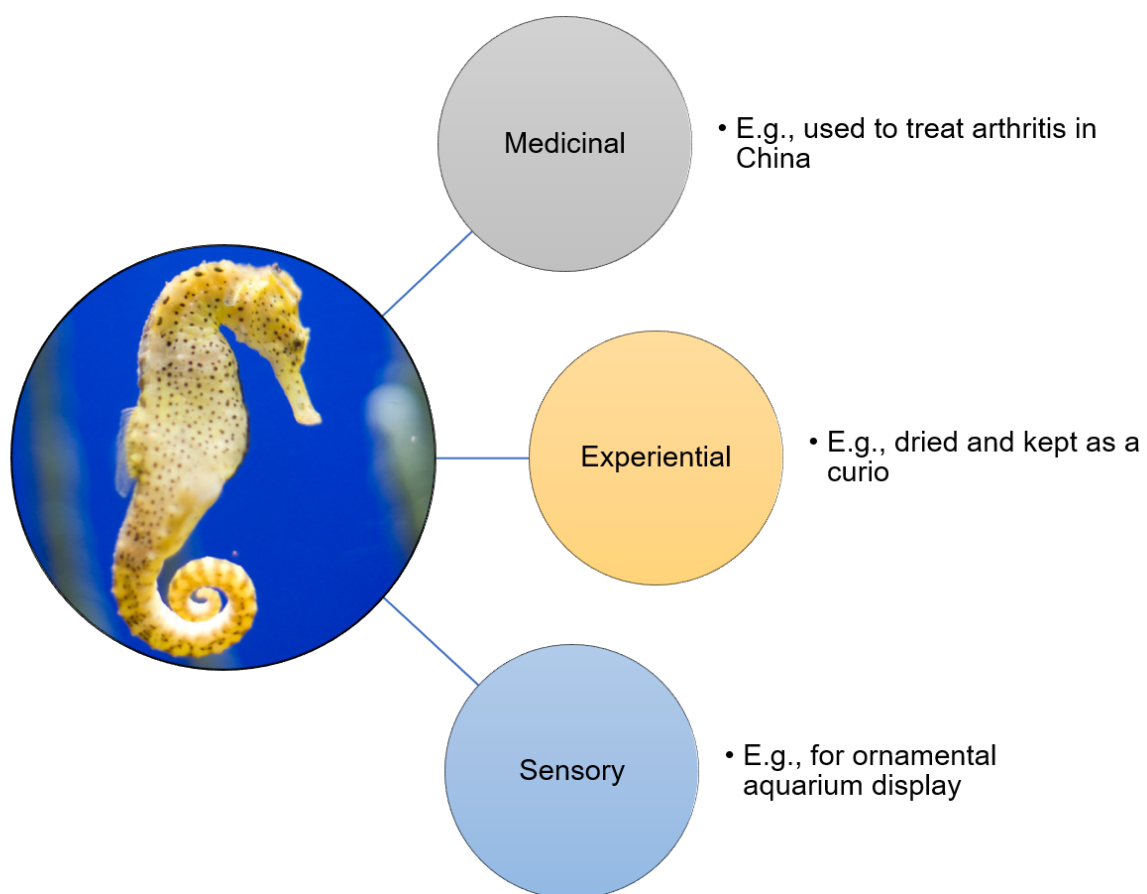 Medicinal
• E.g., used to treat arthritis in
China
Experiential
• E.g., dried and kept as a
curio
Sensory
• E.g., for ornamental
aquarium display